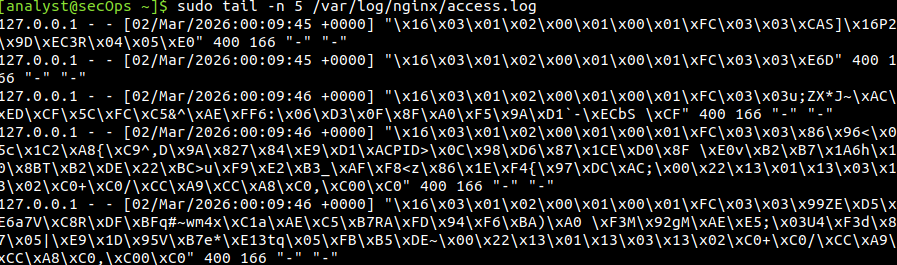 [analyst@secOps ~]$ sudo tail -n 5 /var/log/nginx/access.log
127.0.0.1 - - [02/Mar/2026:00:09:45 +0000] "\x16\x03\x01\x02\x00\x01\x00\x01\xFC\x03\x03\xCAS]\x16P2
\x9D\xEC3R\x04\x05\xE0" 400 166 "-" "-"
127.0.0.1 - - [02/Mar/2026:00:09:45 +0000] "\x16\x03\x01\x02\x00\x01\x00\x01\xFC\x03\x03\xE6D" 400 1
66 "-" "-"
127.0.0.1 - - [02/Mar/2026:00:09:46 +0000] "\x16\x03\x01\x02\x00\x01\x00\x01\xFC\x03\x03u;ZX*J~\xAC\
xED\xCF\x5C\xFC\xC58^\xAE\xFF6:\x06\xD3\x0F\x8F\xA0\xF5\x9A\xD1`-\xECbS \xCF" 400 166 "-" "-"
127.0.0.1 - - [02/Mar/2026:00:09:46 +0000] "\x16\x03\x01\x02\x00\x01\x00\x01\xFC\x03\x03\x86\x96<\x0
5c\x1C2\xA8{\xC9^,D\x9A\x827\x84\xE9\xD1\xACPID>\x0C\x98\xD6\x87\x1CE\xD0\x8F \xE0v\xB2\xB7\x1A6h\x1
0\x8BT\xB2\xDE\x22\xBC>u\xF9\xE2\xB3_\xAF\xF8<z\x86\x1E\xF4{\x97\xDC\xAC;\x00\x22\x13\x01\x13\x03\x1
3\x02\xC0+\xC0/\xCC\xA9\xCC\xA8\xC0,\xC00\xC0" 400 166 "-" "-"
127.0.0.1 - - [02/Mar/2026:00:09:46 +0000] "\x16\x03\x01\x02\x00\x01\x00\x01\xFC\x03\x03\x99ZE\xD5\x
E6a7V\xC8R\xDF\xBFq#~wm4x\xC1a\xAE\xC5\xB7RA\xFD\x94\xF6\xBA)\xA0 \xF3M\x92gM\xAE\xE5;\x03U4\xF3d\x8
7\x05|\xE9\x1D\x95V\xB7e*\xE13tq\x05\xFB\xB5\xDE~\x00\x22\x13\x01\x13\x03\x13\x02\xC0+\xC0/\xCC\xA9\
xCC\xA8\xC0,\xC00\xC0" 400 166 "-" "-"